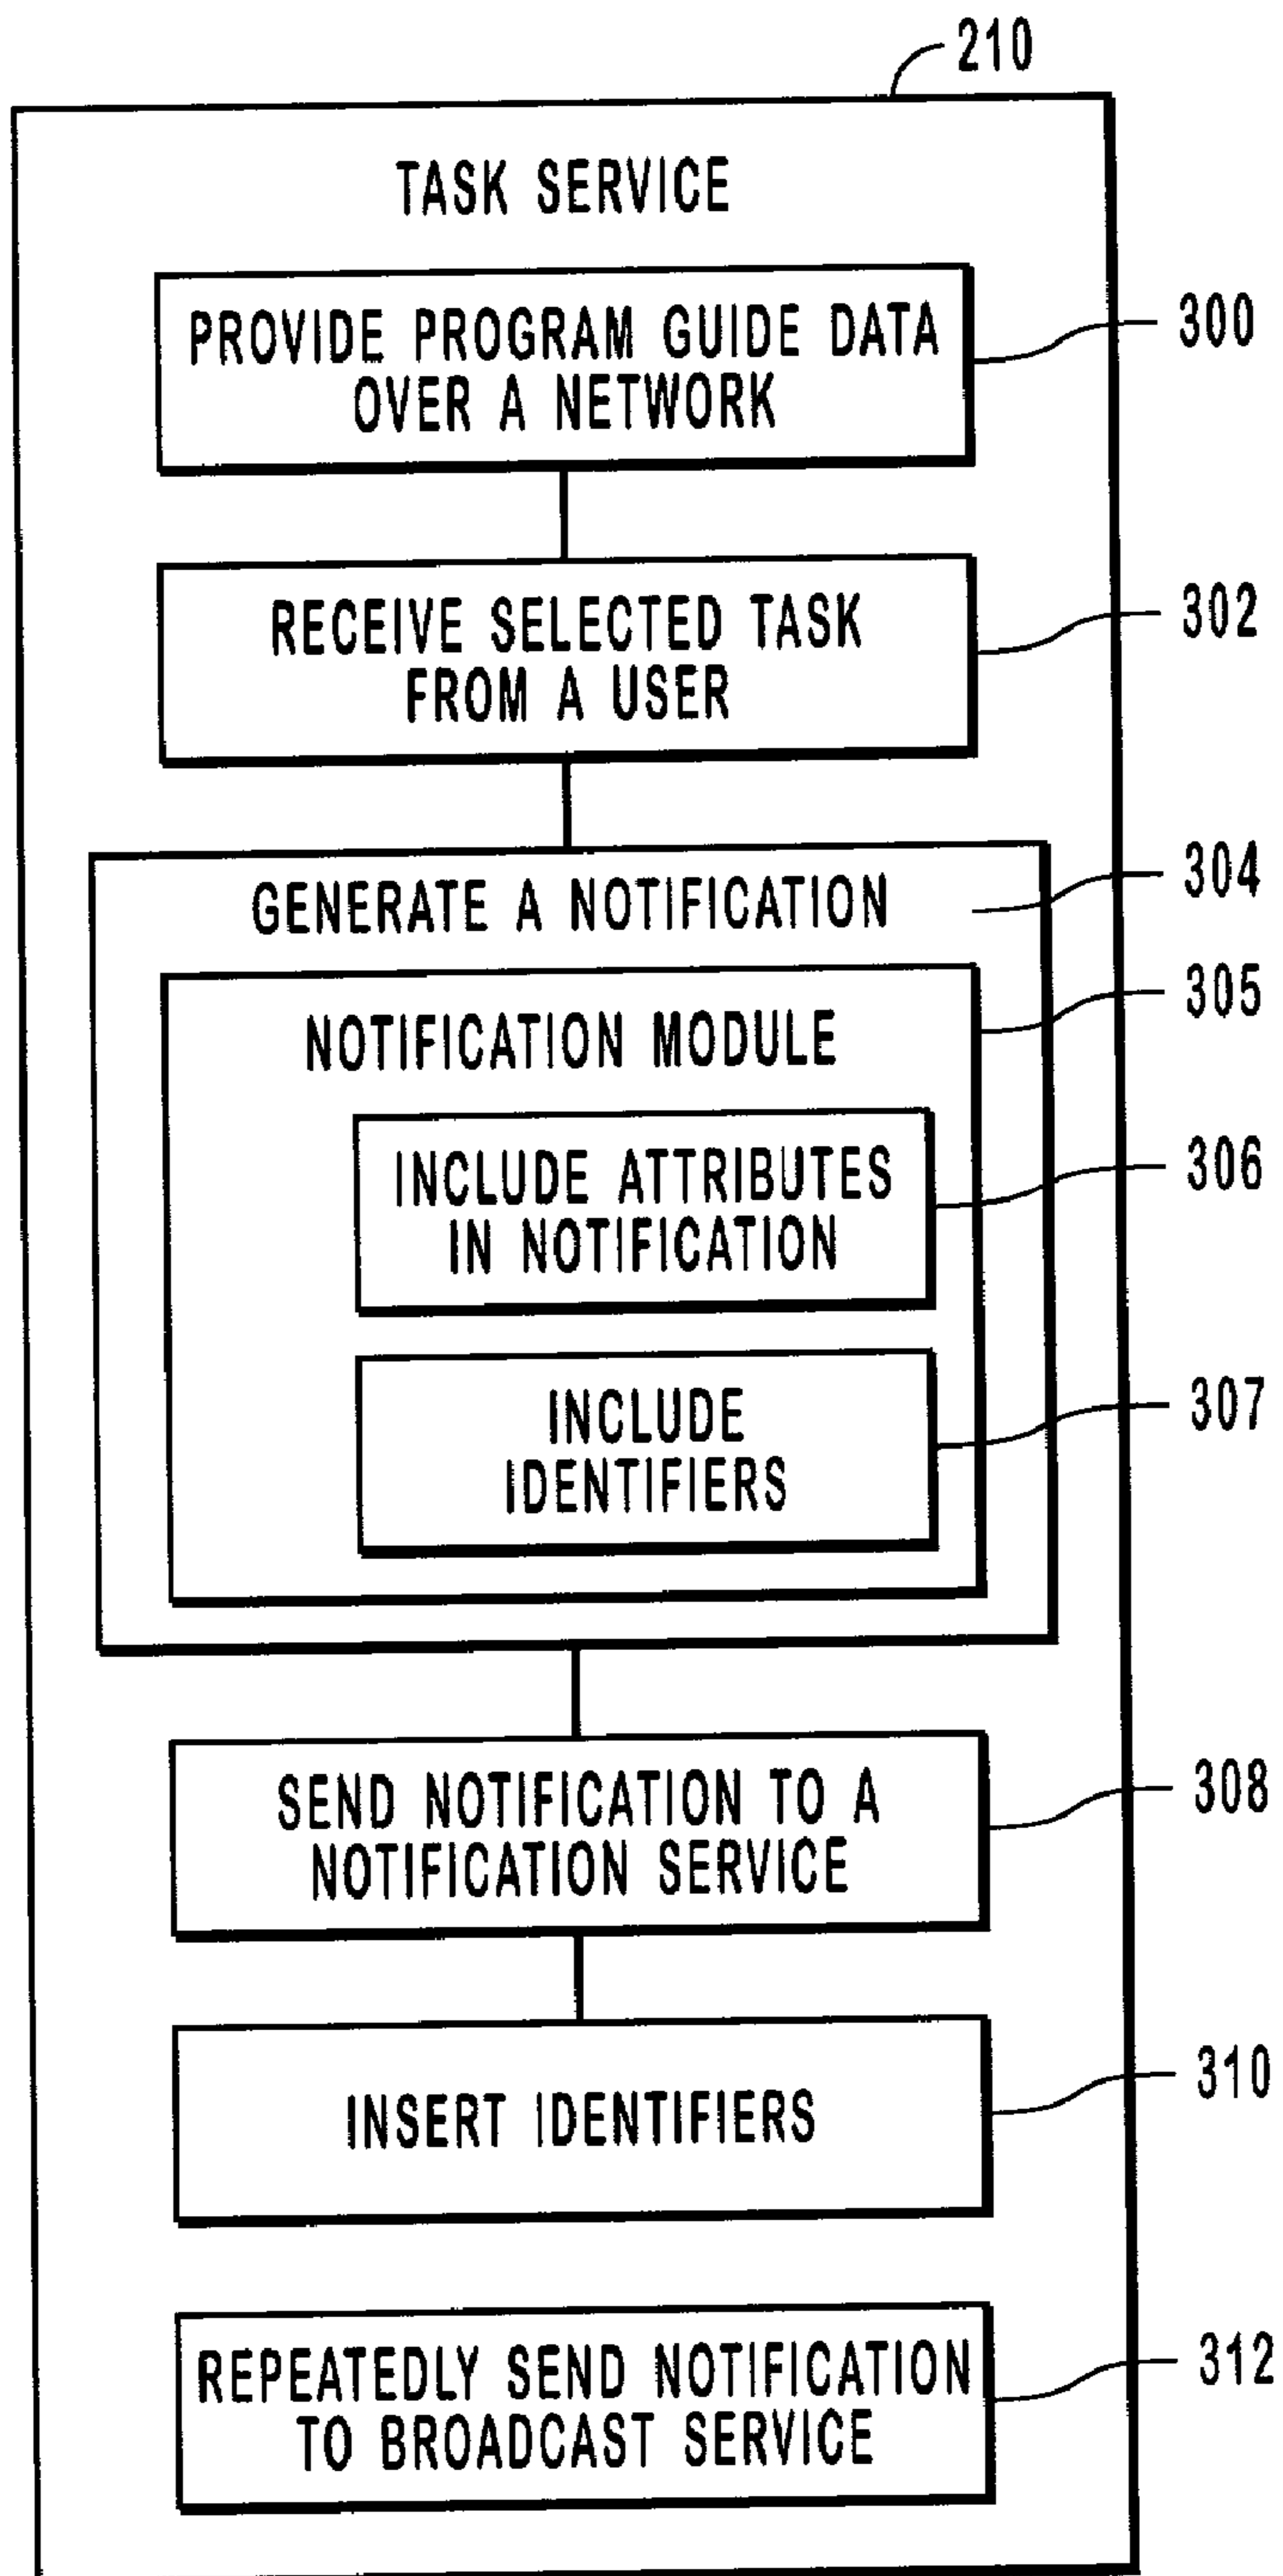 210
TASK SERVICE
PROVIDE PROGRAM GUIDE DATA
OVER A NETWORK
300
RECEIVE SELECTED TASK
FROM A USER
302
GENERATE A NOTIFICATION
304
NOTIFICATION MODULE
305
INCLUDE ATTRIBUTES
IN NOTIFICATION
306
INCLUDE
IDENTIFIERS
307
SEND NOTIFICATION TO A
NOTIFICATION SERVICE
308
INSERT IDENTIFIERS
310
REPEATEDLY SEND NOTIFICATION
TO BROADCAST SERVICE
312